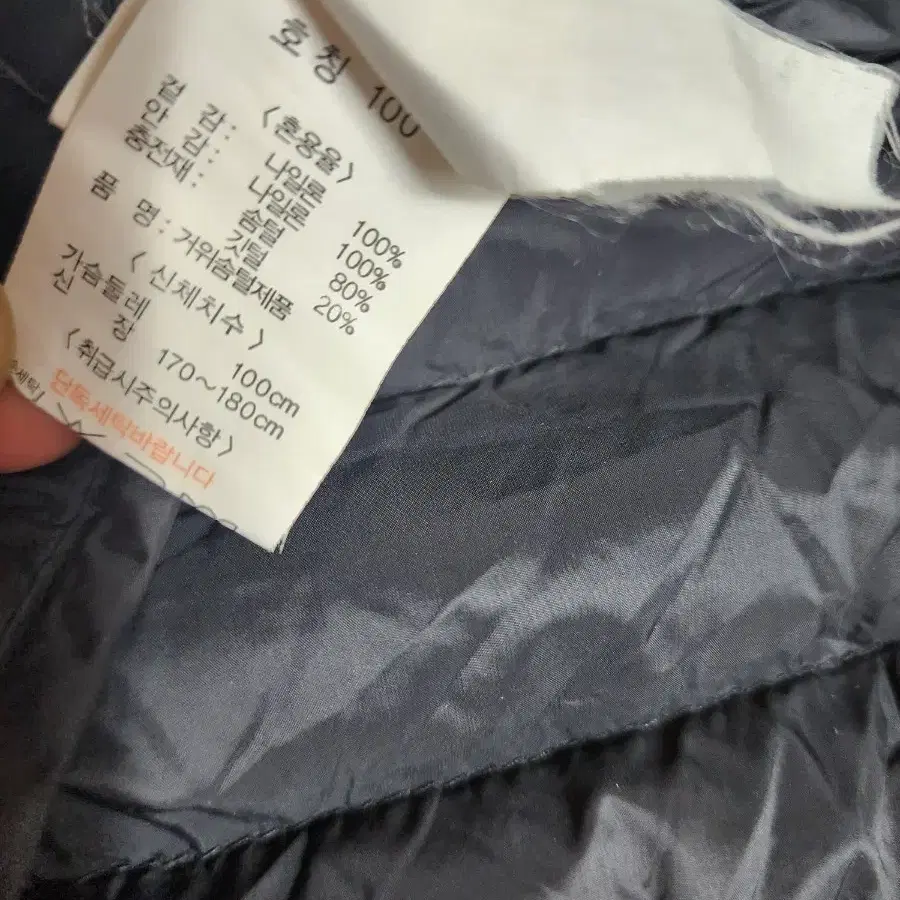 호칭 100
〈혼용율〉
겉 감 : 나일론 100%
안 감 : 나일론 100%
충전재 : 솜털 80%
깃털 20%
품 명 : 거위솜털제품
〈신체치수〉
가슴둘레 100cm
신 장 170~180cm
〈취급시주의사항〉
단독세탁바랍니다